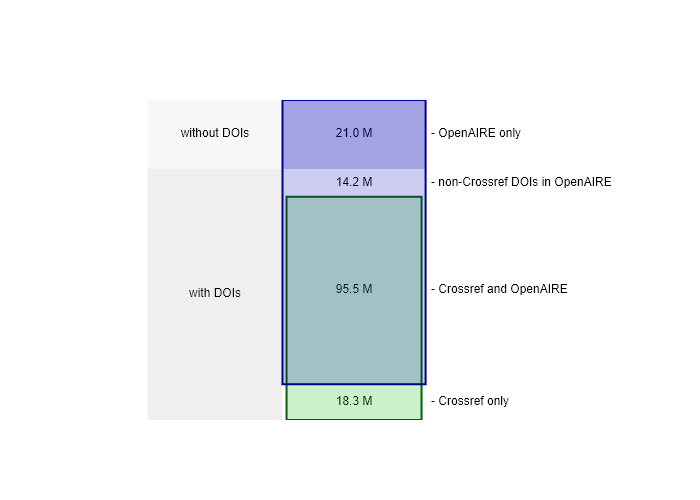 without DOIs 21.0 M - OpenAIRE only
14.2 M - non-Crossref DOIs in OpenAIRE
with DOIs 95.5 M - Crossref and OpenAIRE
18.3 M - Crossref only